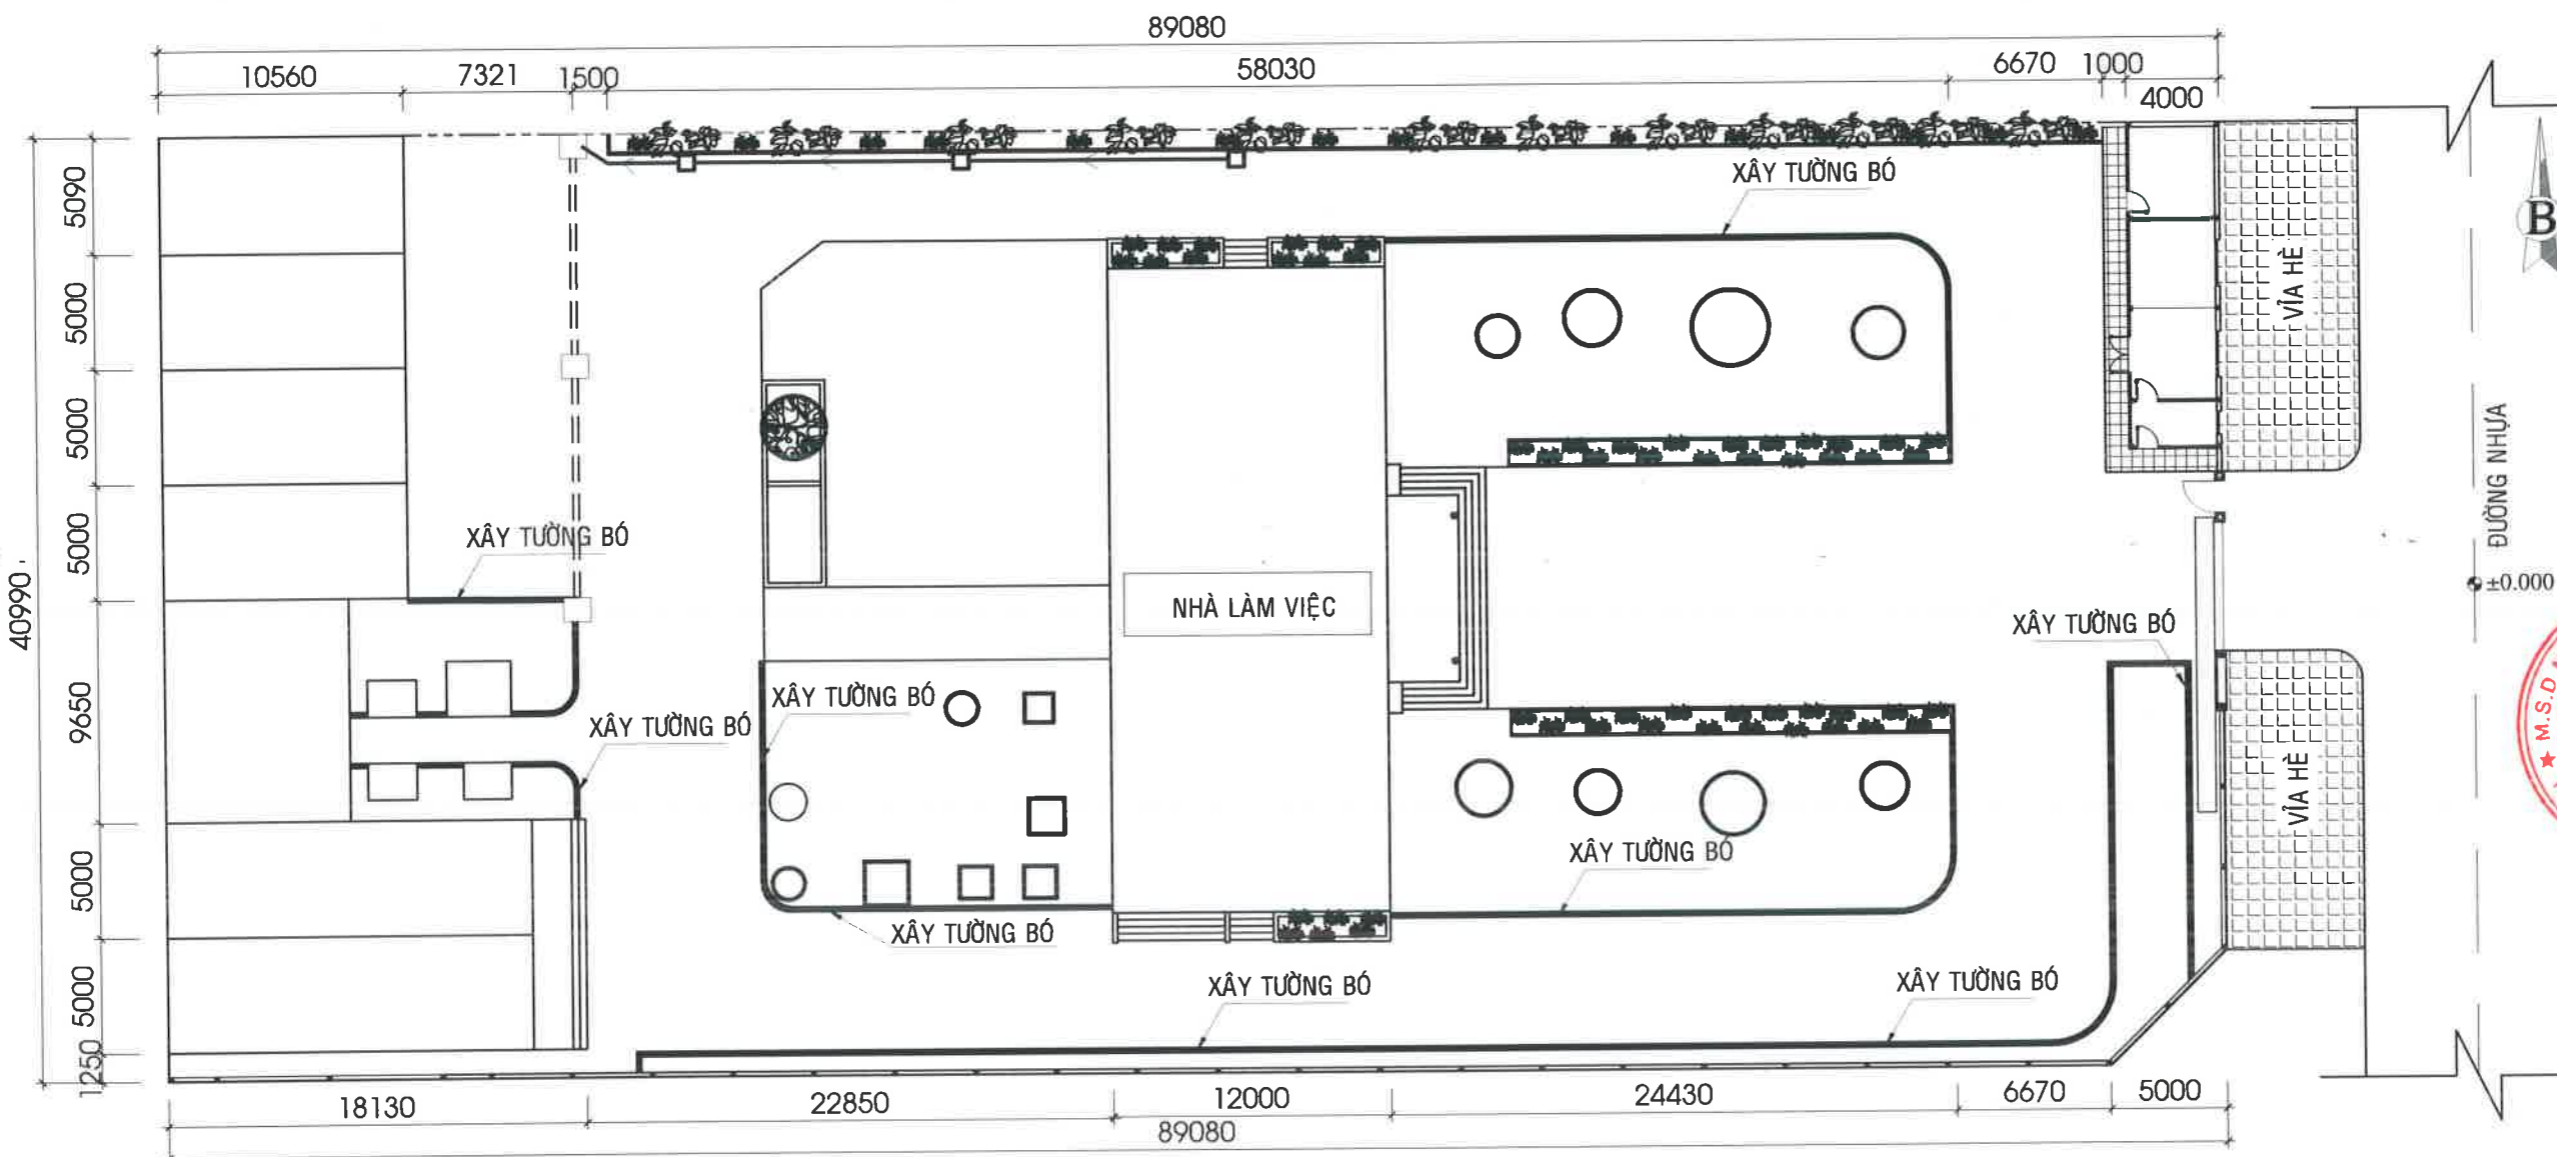 89080
10560 7321 1500 58030 6670 1000
4000
XÂY TƯỜNG BÓ
5090
5000
5000
5000
9650
5000
5000
1250
40990
B
VỈA HÈ
ĐƯỜNG NHỰA
±0.000
XÂY TƯỜNG BÓ
NHÀ LÀM VIỆC
XÂY TƯỜNG BÓ
XÂY TƯỜNG BÓ
XÂY TƯỜNG BÓ
★ M.S.D
VỈA HÈ
XÂY TƯỜNG BÓ
XÂY TƯỜNG BÓ
XÂY TƯỜNG BÓ
XÂY TƯỜNG BÓ
18130 22850 12000 24430 6670 5000
89080